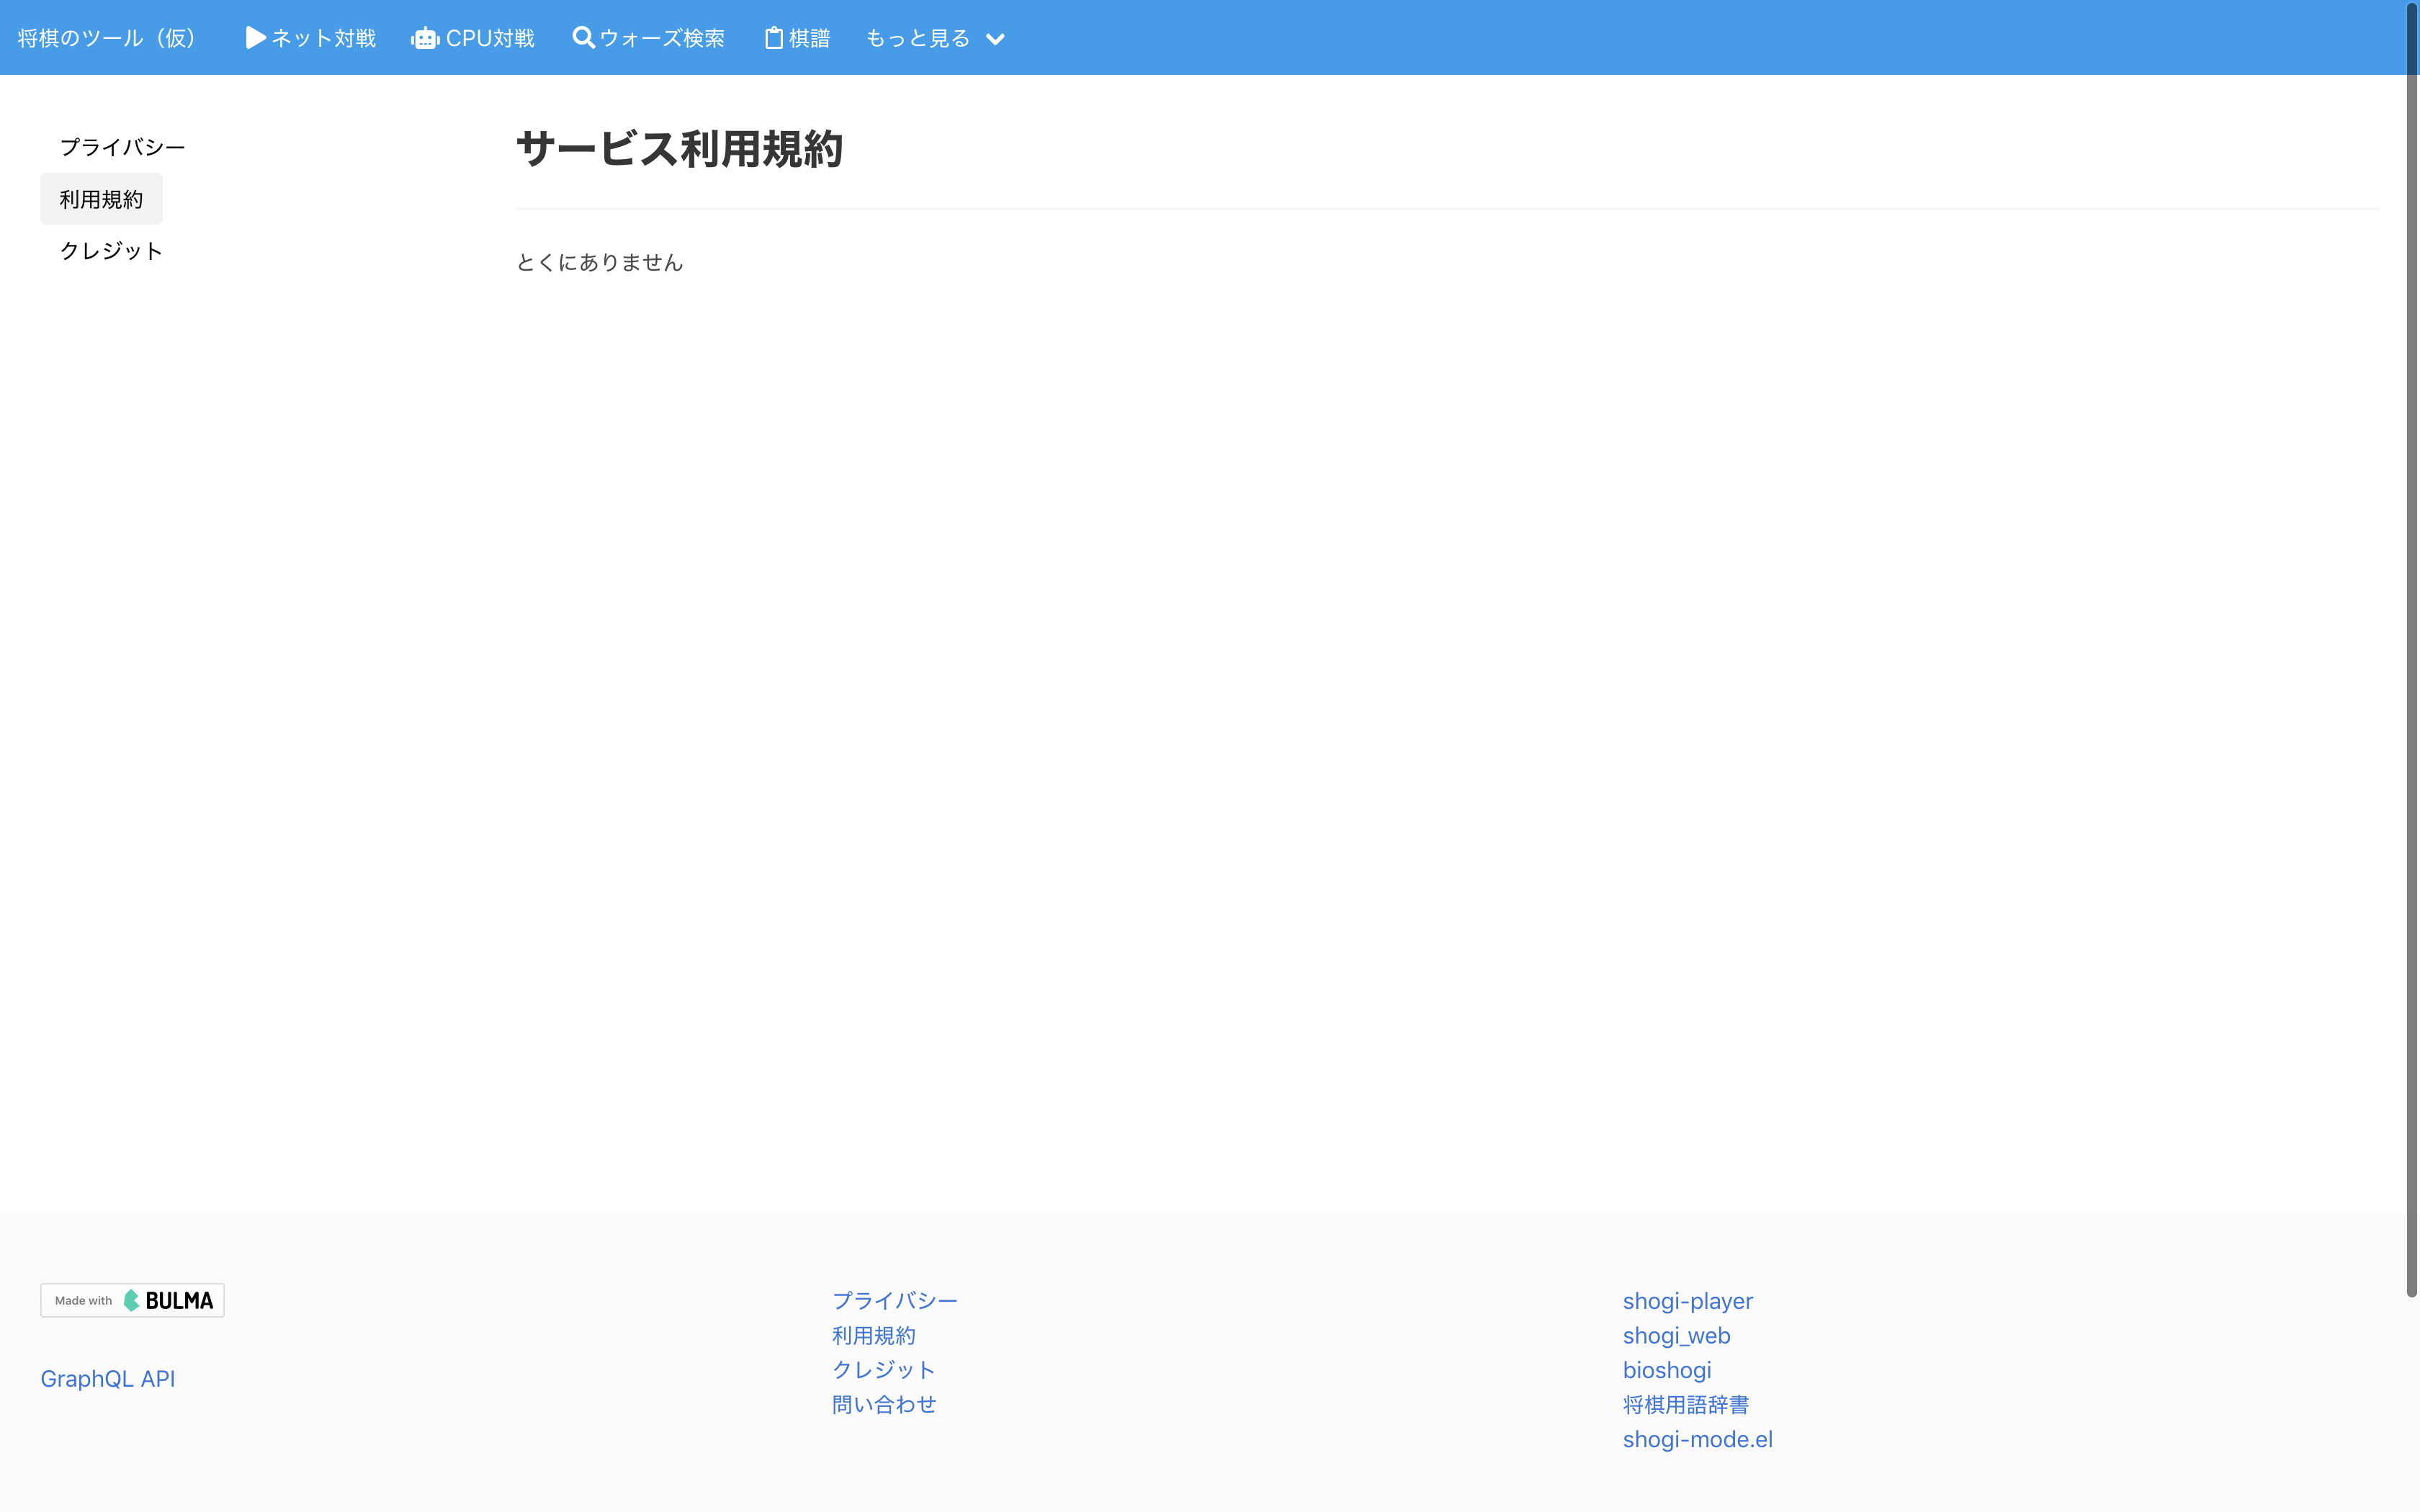 将棋のツール（仮） ネット対戦 CPU対戦 ウォーズ検索 棋譜 もっと見る
プライバシー
利用規約
クレジット
サービス利用規約
とくにありません
Made with BULMA
GraphQL API
プライバシー
利用規約
クレジット
問い合わせ
shogi-player
shogi_web
bioshogi
将棋用語辞書
shogi-mode.el